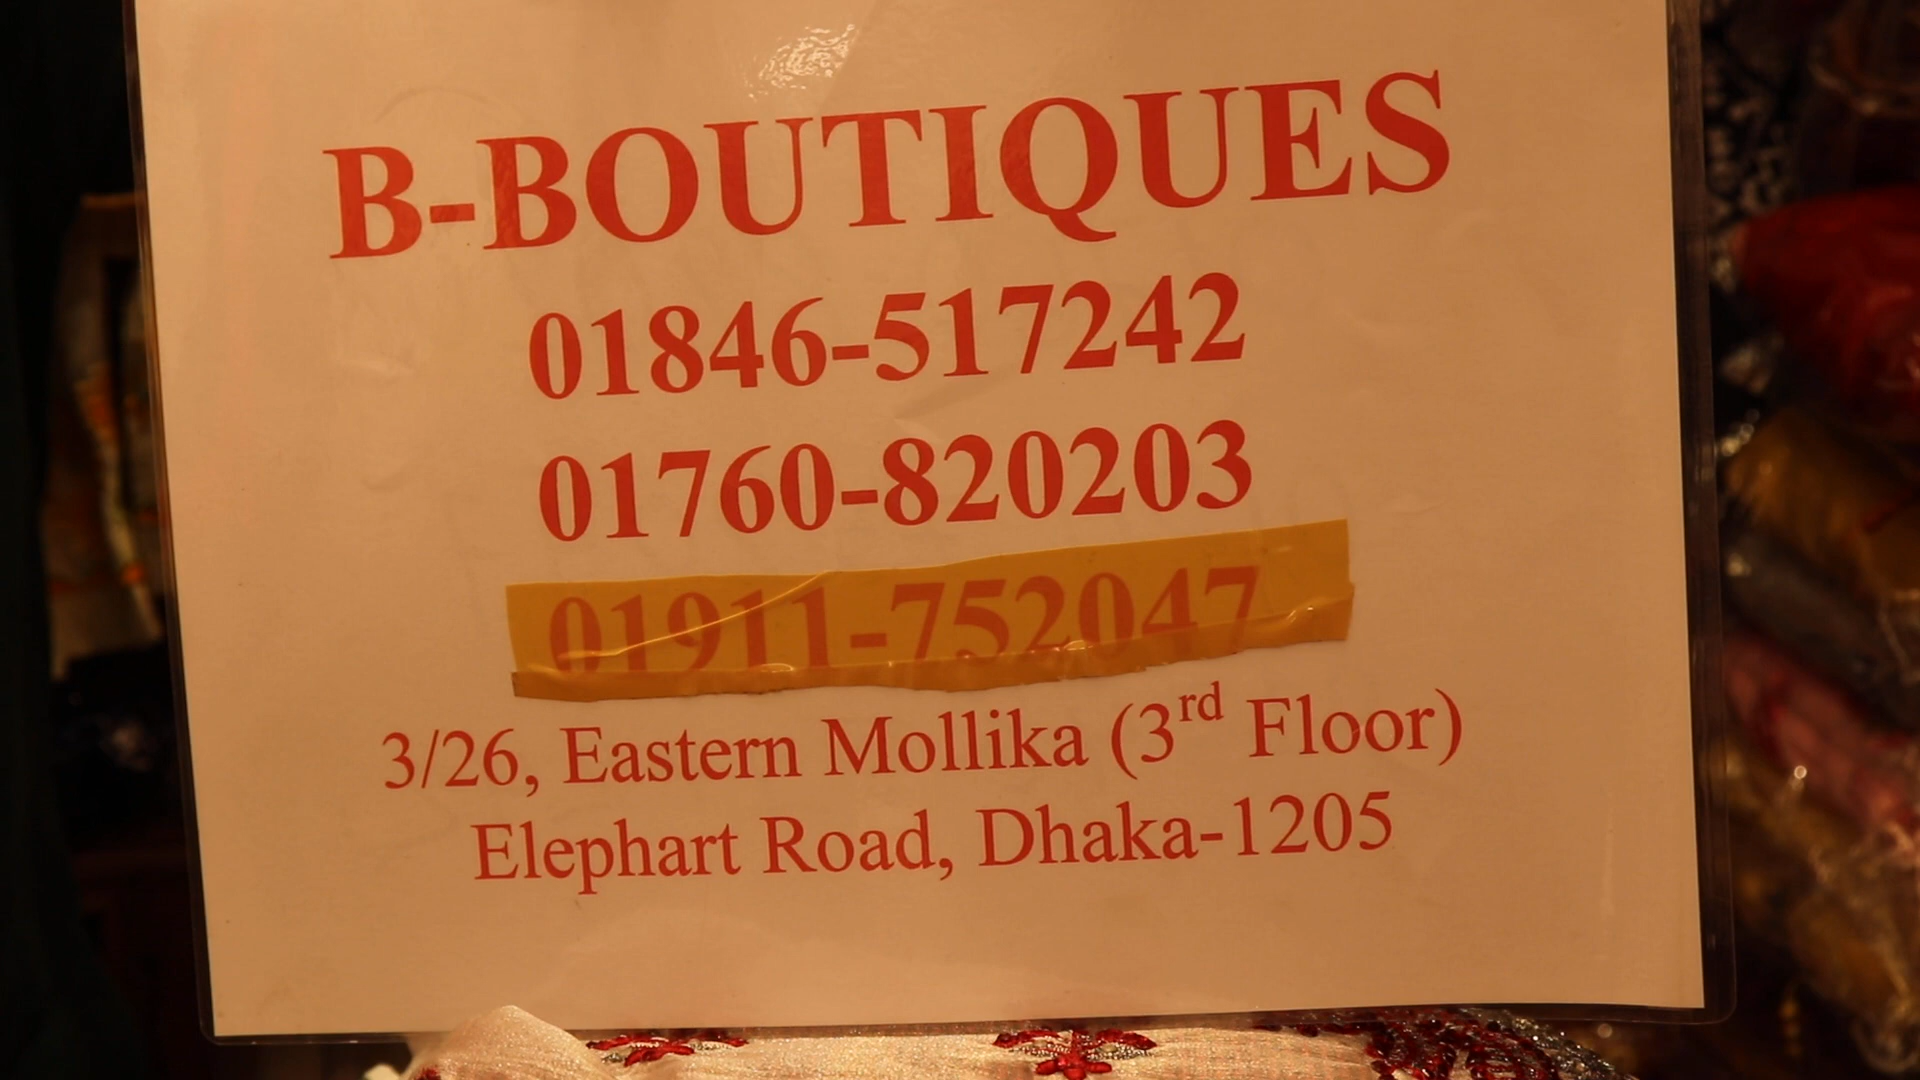 B-BOUTIQUES
01846-517242
01760-820203
01911-752047
3/26, Eastern Mollika (3rd Floor)
Elephart Road, Dhaka-1205